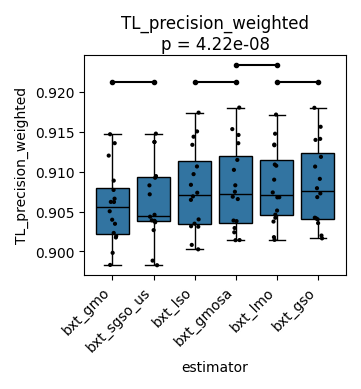 TL_precision_weighted
p = 4.22e-08
TL_precision_weighted
0.920
0.915
0.910
0.905
0.900
bxt_gmo
bxt_sgso_us
bxt_lso
bxt_gmosa
bxt_lmo
bxt_gso
estimator